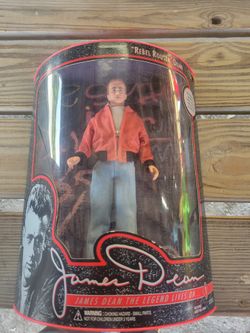 "REBEL ROUSER" JEANS
James Dean
JAMES DEAN THE LEGEND LIVES ON
WARNING: CHOKING HAZARD-Small parts
NOT FOR CHILDREN UNDER 3 YEARS